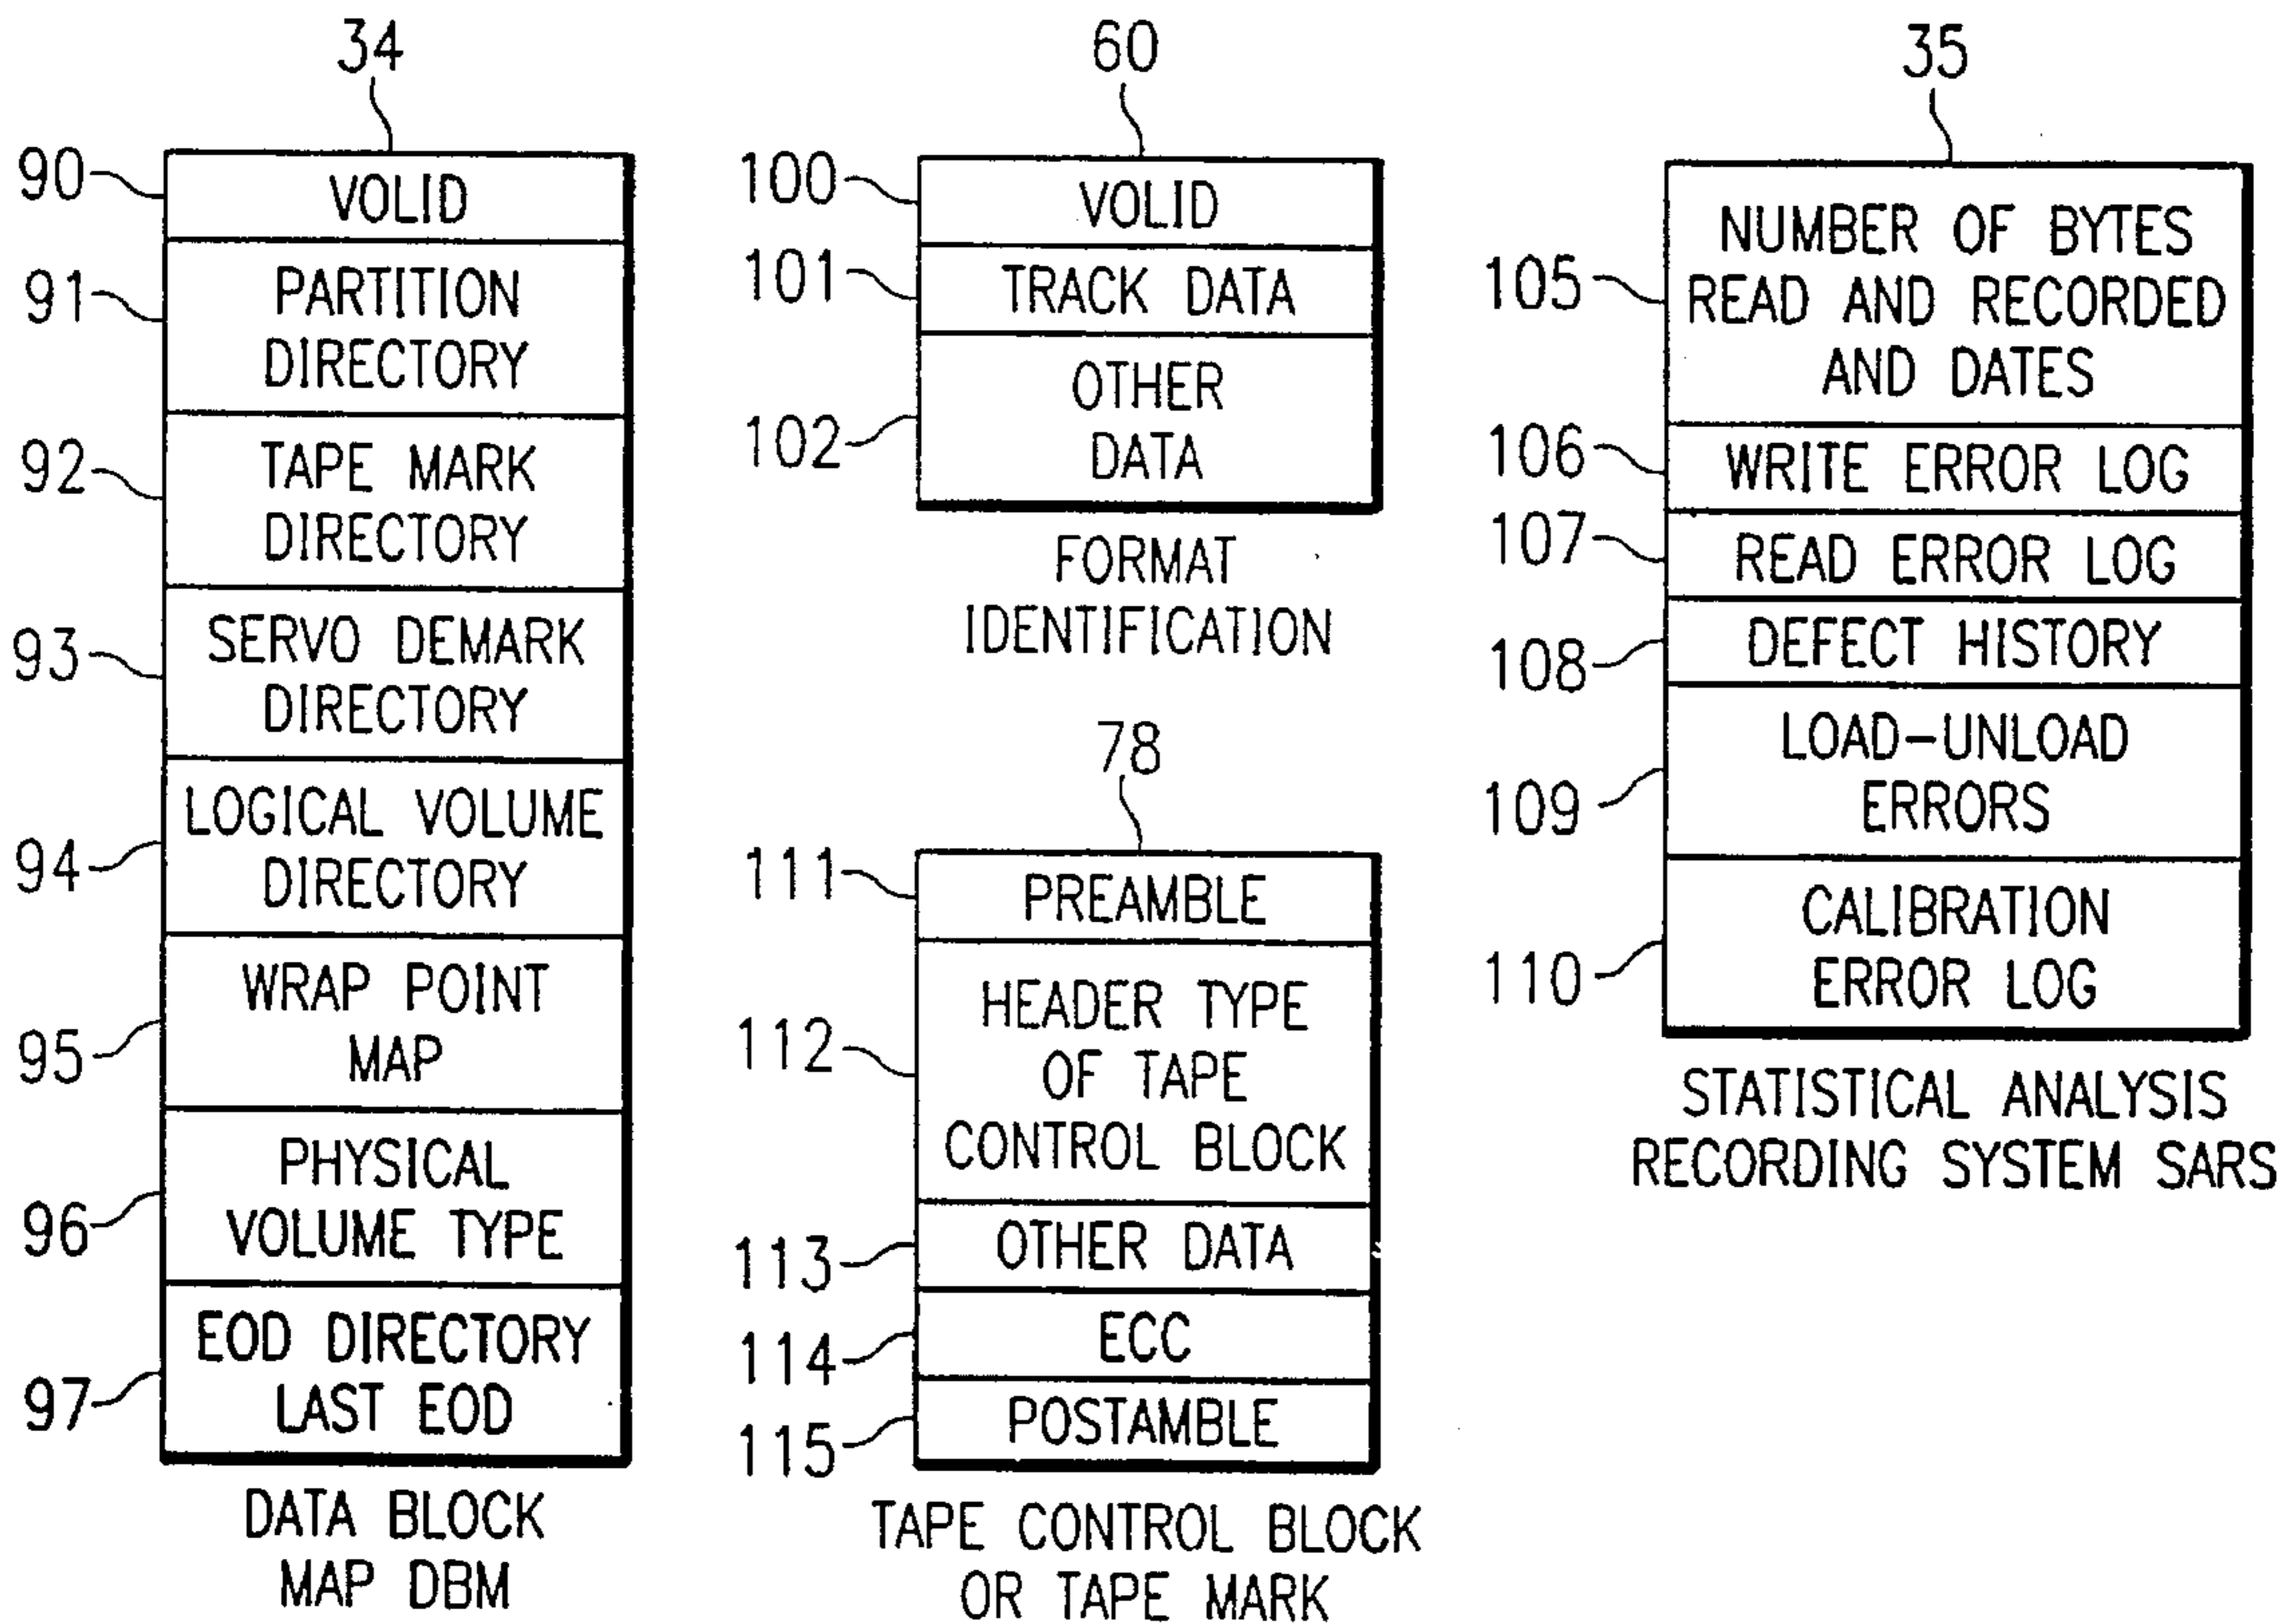 34
90
VOLID
91
PARTITION
DIRECTORY
92
TAPE MARK
DIRECTORY
93
SERVO DEMARK
DIRECTORY
94
LOGICAL VOLUME
DIRECTORY
95
WRAP POINT
MAP
96
PHYSICAL
VOLUME TYPE
97
EOD DIRECTORY
LAST EOD
DATA BLOCK
MAP DBM
60
100
VOLID
101
TRACK DATA
102
OTHER
DATA
FORMAT
IDENTIFICATION
78
111
PREAMBLE
112
HEADER TYPE
OF TAPE
CONTROL BLOCK
113
OTHER DATA
114
ECC
115
POSTAMBLE
TAPE CONTROL BLOCK
OR TAPE MARK
35
105
NUMBER OF BYTES
READ AND RECORDED
AND DATES
106
WRITE ERROR LOG
107
READ ERROR LOG
108
DEFECT HISTORY
109
LOAD-UNLOAD
ERRORS
110
CALIBRATION
ERROR LOG
STATISTICAL ANALYSIS
RECORDING SYSTEM SARS